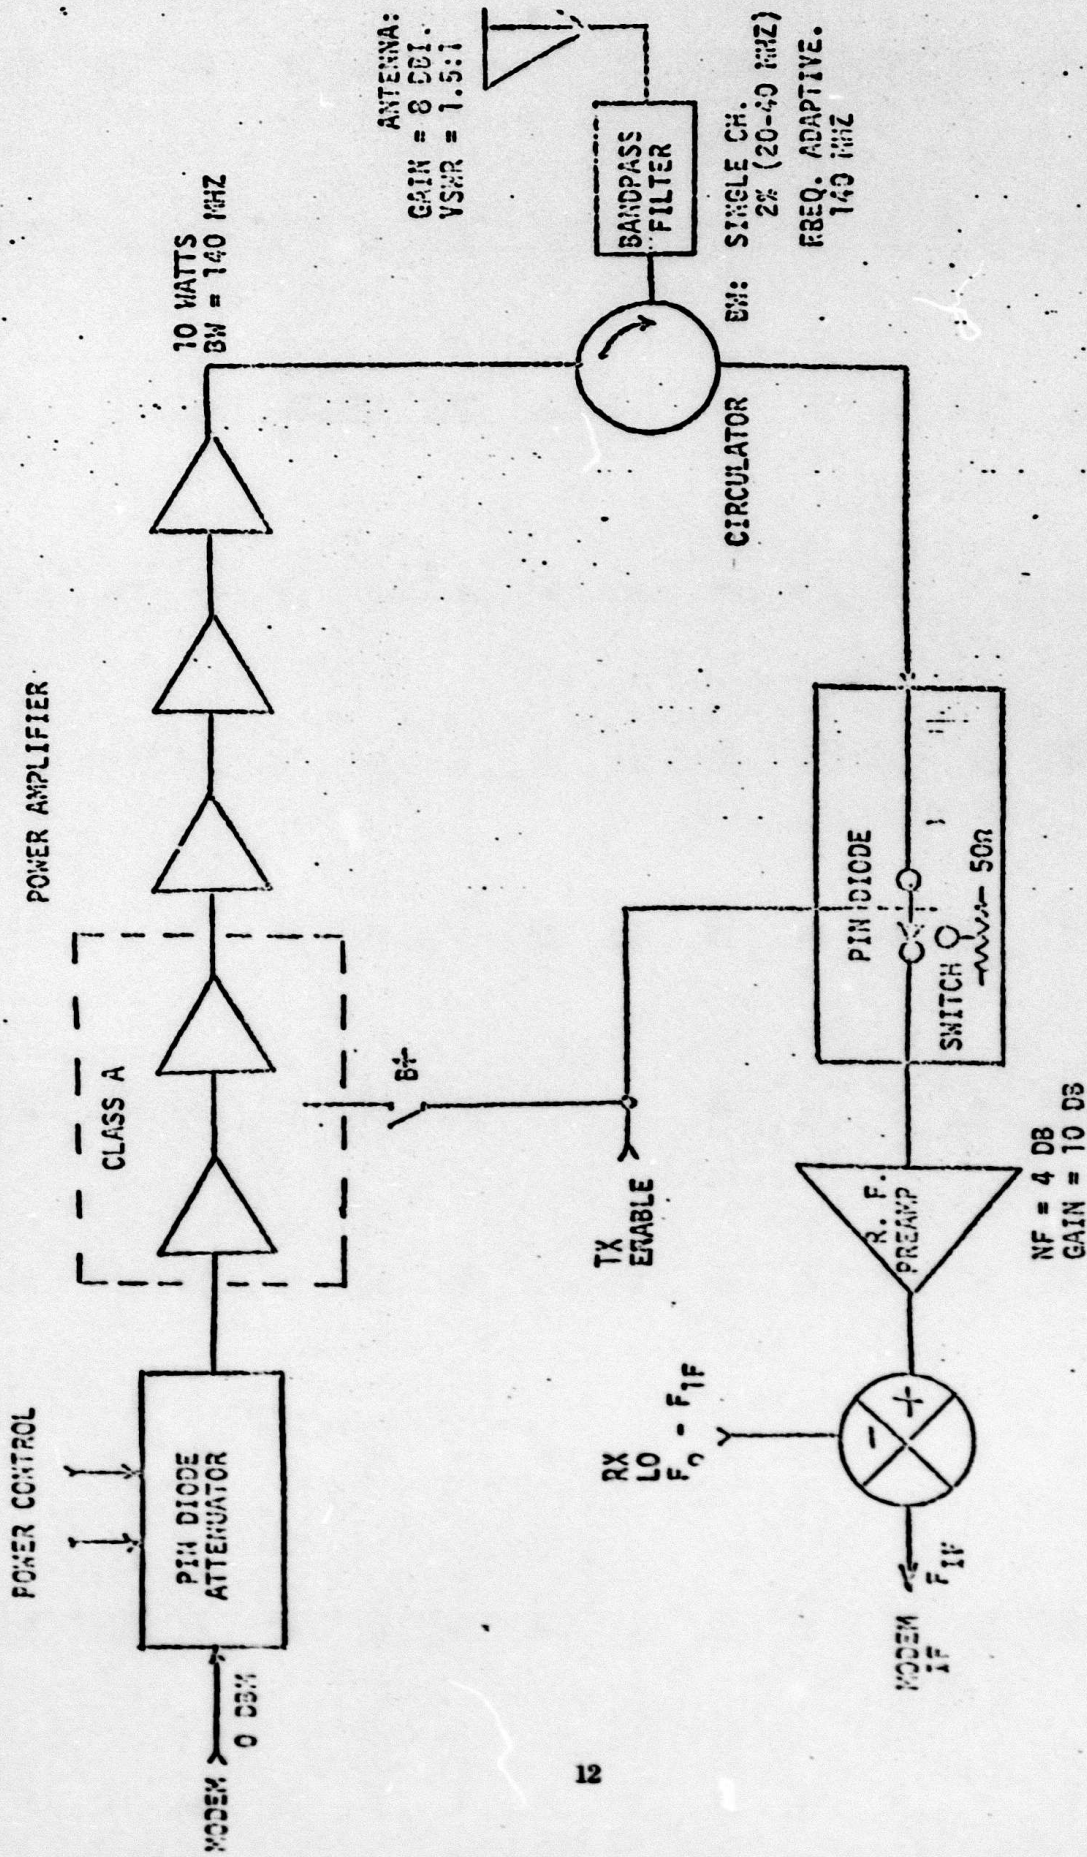 POWER CONTROL
POWER AMPLIFIER
MODEM
0 DBM
PIN DIODE
ATTENUATOR
CLASS A
10 WATTS
BW = 140 MHZ
B+
TX
ENABLE
ANTENNA:
GAIN = 8 DBI.
VSWR = 1.5:1
BANDPASS
FILTER
CIRCULATOR
BW: SINGLE CH.
2% (20-40 MHZ)
FREQ. ADAPTIVE.
140 MHZ
RX
LO
F₀ - FIF
MODEM
IF
FIF
- +
R. F.
PREAMP
NF = 4 DB
GAIN = 10 DB
PIN DIODE
SWITCH
50Ω
12